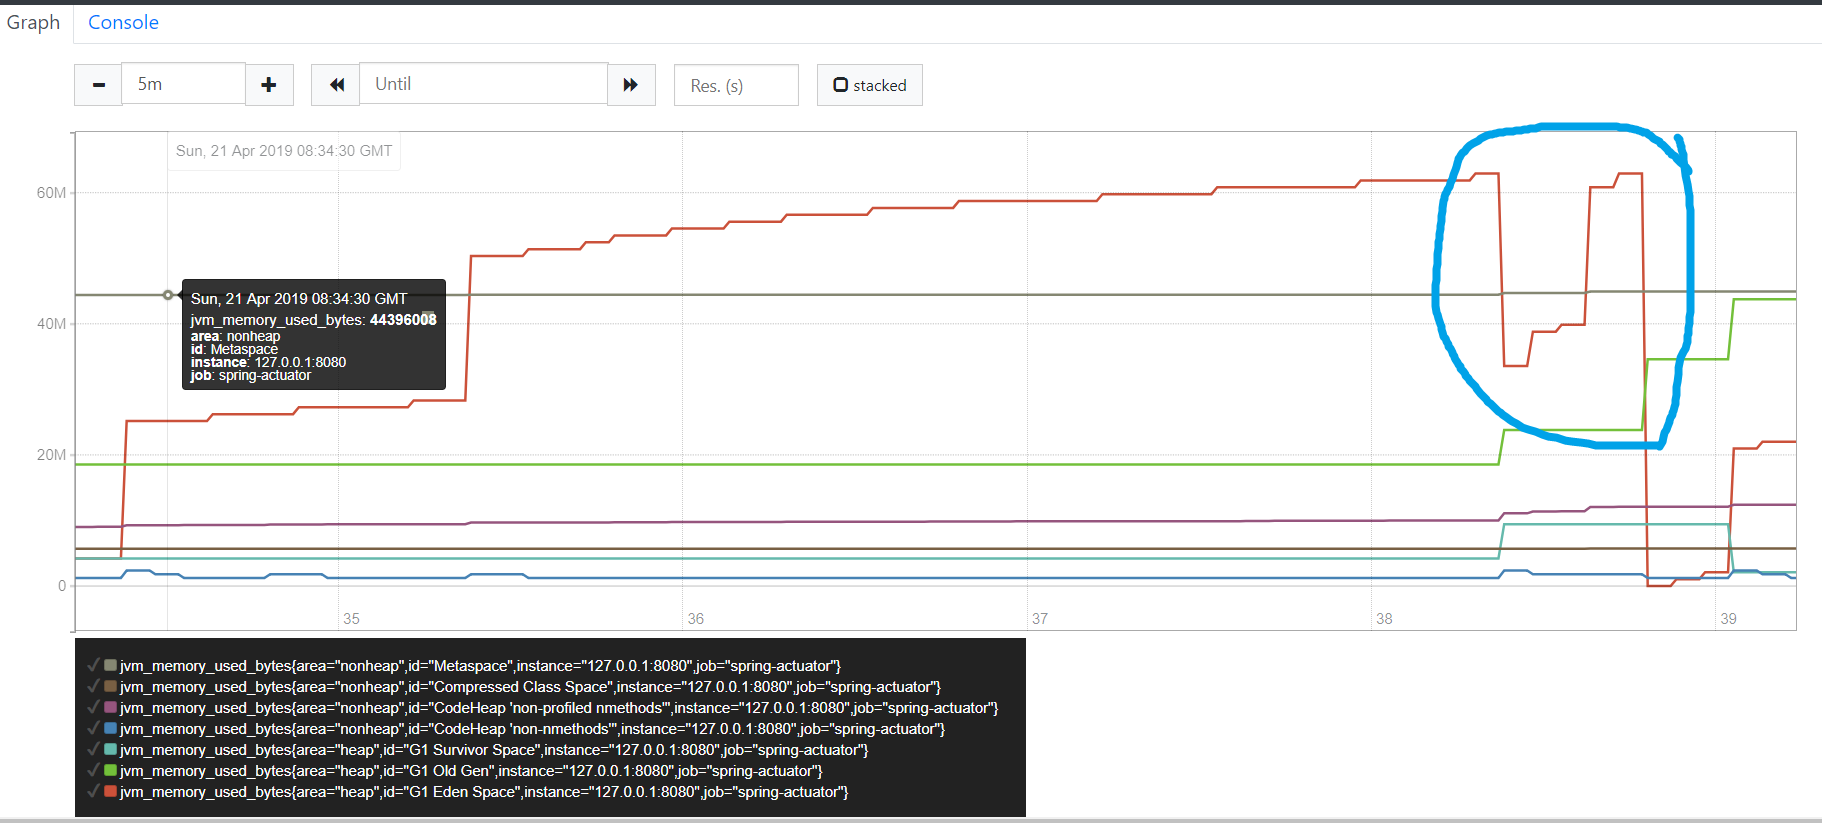 Graph Console
5m Until Res. (s) stacked
Sun, 21 Apr 2019 08:34:30 GMT
60M
40M
20M
0
Sun, 21 Apr 2019 08:34:30 GMT
jvm_memory_used_bytes: 44396008
area: nonheap
id: Metaspace
instance: 127.0.0.1:8080
job: spring-actuator
35 36 37 38 39
jvm_memory_used_bytes{area="nonheap",id="Metaspace",instance="127.0.0.1:8080",job="spring-actuator"}
jvm_memory_used_bytes{area="nonheap",id="Compressed Class Space",instance="127.0.0.1:8080",job="spring-actuator"}
jvm_memory_used_bytes{area="nonheap",id="CodeHeap 'non-profiled nmethods'",instance="127.0.0.1:8080",job="spring-actuator"}
jvm_memory_used_bytes{area="nonheap",id="CodeHeap 'non-nmethods'",instance="127.0.0.1:8080",job="spring-actuator"}
jvm_memory_used_bytes{area="heap",id="G1 Survivor Space",instance="127.0.0.1:8080",job="spring-actuator"}
jvm_memory_used_bytes{area="heap",id="G1 Old Gen",instance="127.0.0.1:8080",job="spring-actuator"}
jvm_memory_used_bytes{area="heap",id="G1 Eden Space",instance="127.0.0.1:8080",job="spring-actuator"}